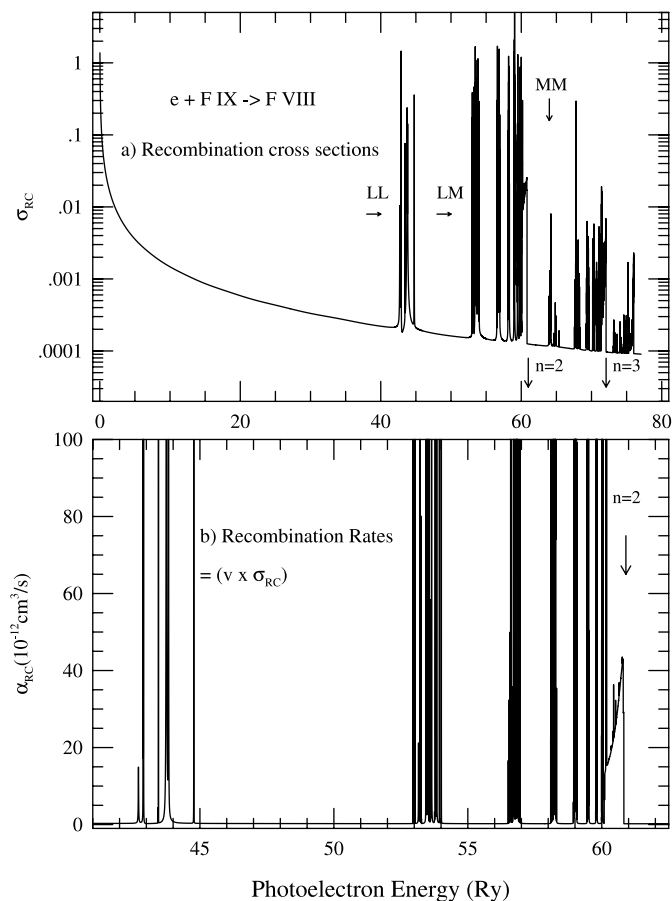 1
.1
.01
.001
.0001
σRC
e + F IX -> F VIII
a) Recombination cross sections
LL
LM
MM
n=2
n=3
0
20
40
60
80
100
80
60
40
20
0
αRC(10-12cm3/s)
b) Recombination Rates
= (v x σRC)
n=2
45
50
55
60
Photoelectron Energy (Ry)